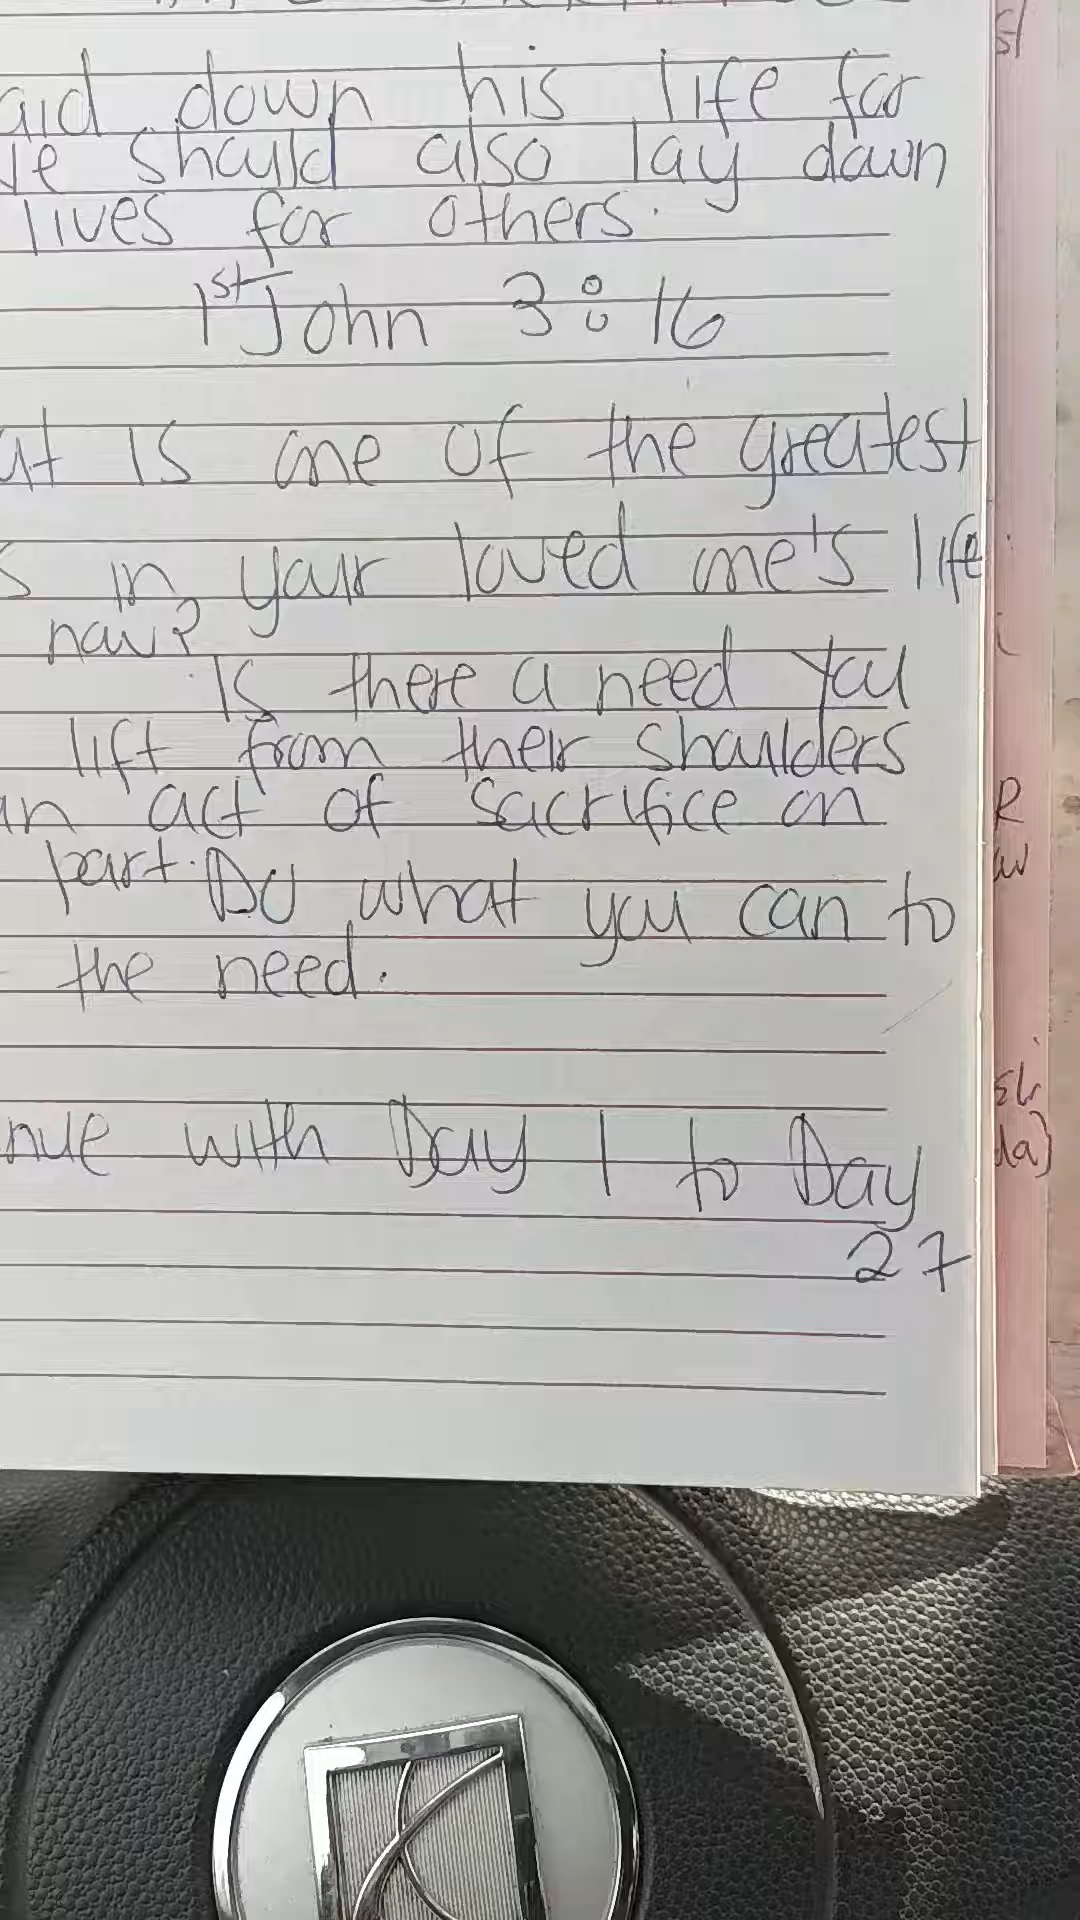 aid down his life for
should also lay down
lives for others.
1st John 3:16
is one of the greatest
s in your loved one's life
now?
Is there a need you
lift from their shoulders
an act of sacrifice on
part. Do what you can to
the need.
nue with Day 1 to Day
27